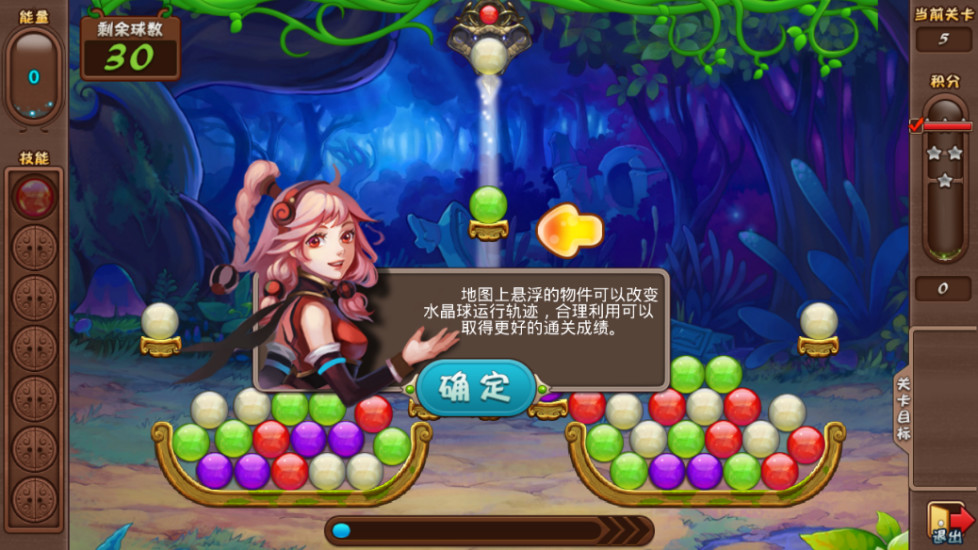 能量
0
技能
剩余球数
30
地图上悬浮的物件可以改变
水晶球运行轨迹，合理利用可以
取得更好的通关成绩。
确定
当前关卡
5
积分
0
关卡目标
退出